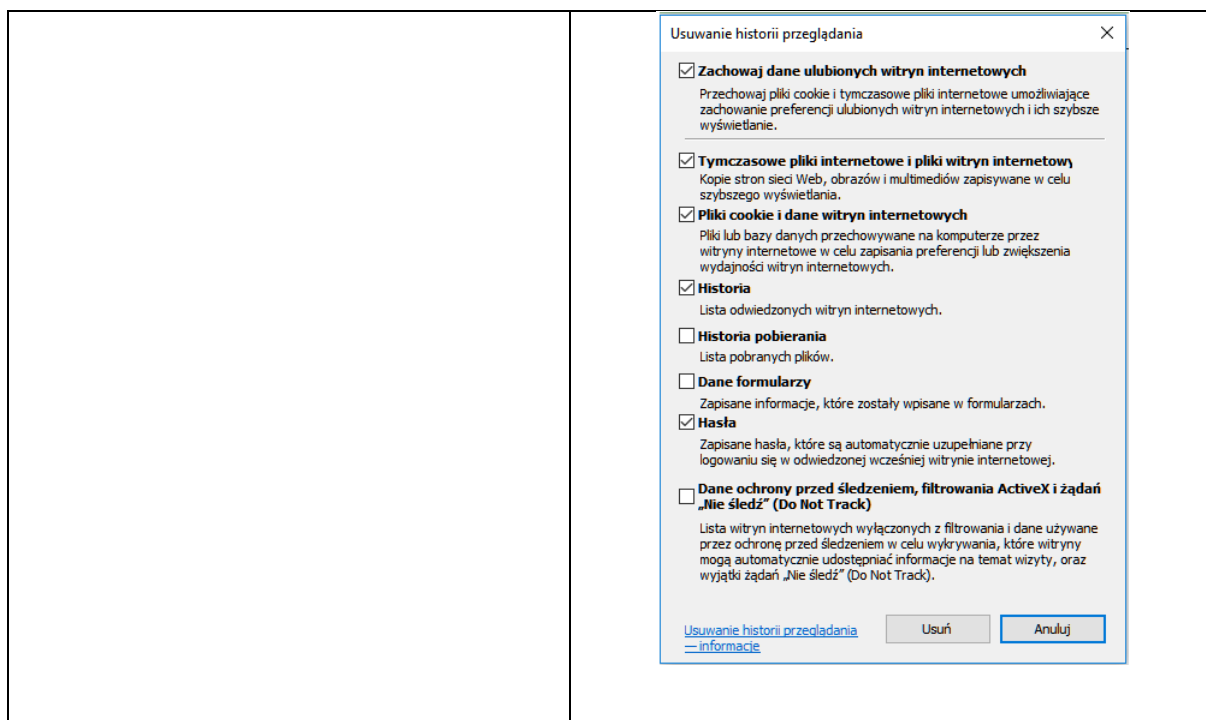 Usuwanie historii przeglądania
Zachowaj dane ulubionych witryn internetowych
Przechowaj pliki cookie i tymczasowe pliki internetowe umożliwiające
zachowanie preferencji ulubionych witryn internetowych i ich szybsze
wyświetlanie.
Tymczasowe pliki internetowe i pliki witryn internetowy
Kopie stron sieci Web, obrazów i multimediów zapisywane w celu
szybszego wyświetlania.
Pliki cookie i dane witryn internetowych
Pliki lub bazy danych przechowywane na komputerze przez
witryny internetowe w celu zapisania preferencji lub zwiększenia
wydajności witryn internetowych.
Historia
Lista odwiedzonych witryn internetowych.
Historia pobierania
Lista pobranych plików.
Dane formularzy
Zapisane informacje, które zostały wpisane w formularzach.
Hasła
Zapisane hasła, które są automatycznie uzupełniane przy
logowaniu się w odwiedzonej wcześniej witrynie internetowej.
Dane ochrony przed śledzeniem, filtrowania ActiveX i żądań
„Nie śledź” (Do Not Track)
Lista witryn internetowych wyłączonych z filtrowania i dane używane
przez ochronę przed śledzeniem w celu wykrywania, które witryny
mogą automatycznie udostępniać informacje na temat wizyty, oraz
wyjątki żądań „Nie śledź” (Do Not Track).
Usuwanie historii przeglądania
— informacje
Usuń
Anuluj